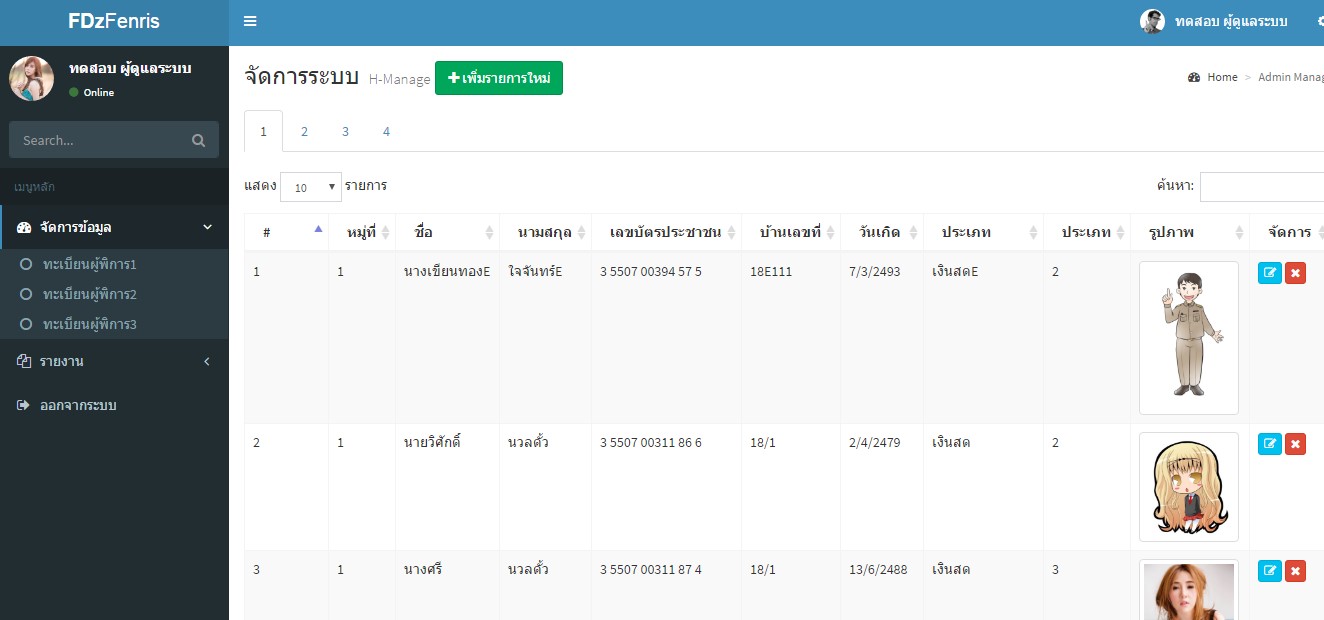 FDzFenris
ทดสอบ ผู้ดูแลระบบ
ทดสอบ ผู้ดูแลระบบ
Online
Search...
เมนูหลัก
จัดการข้อมูล
ทะเบียนผู้พิการ1
ทะเบียนผู้พิการ2
ทะเบียนผู้พิการ3
รายงาน
ออกจากระบบ
จัดการระบบ H-Manage เพิ่มรายการใหม่
Home > Admin Manag
1 2 3 4
แสดง 10 รายการ
ค้นหา:
# หมู่ที่ ชื่อ นามสกุล เลขบัตรประชาชน บ้านเลขที่ วันเกิด ประเภท ประเภท รูปภาพ จัดการ
1 1 นางเขียนทองE ใจจันทร์E 3 5507 00394 57 5 18E111 7/3/2493 เงินสดE 2
2 1 นายวิศักดิ์ นวลคั้ว 3 5507 00311 86 6 18/1 2/4/2479 เงินสด 2
3 1 นางศรี นวลคั้ว 3 5507 00311 87 4 18/1 13/6/2488 เงินสด 3